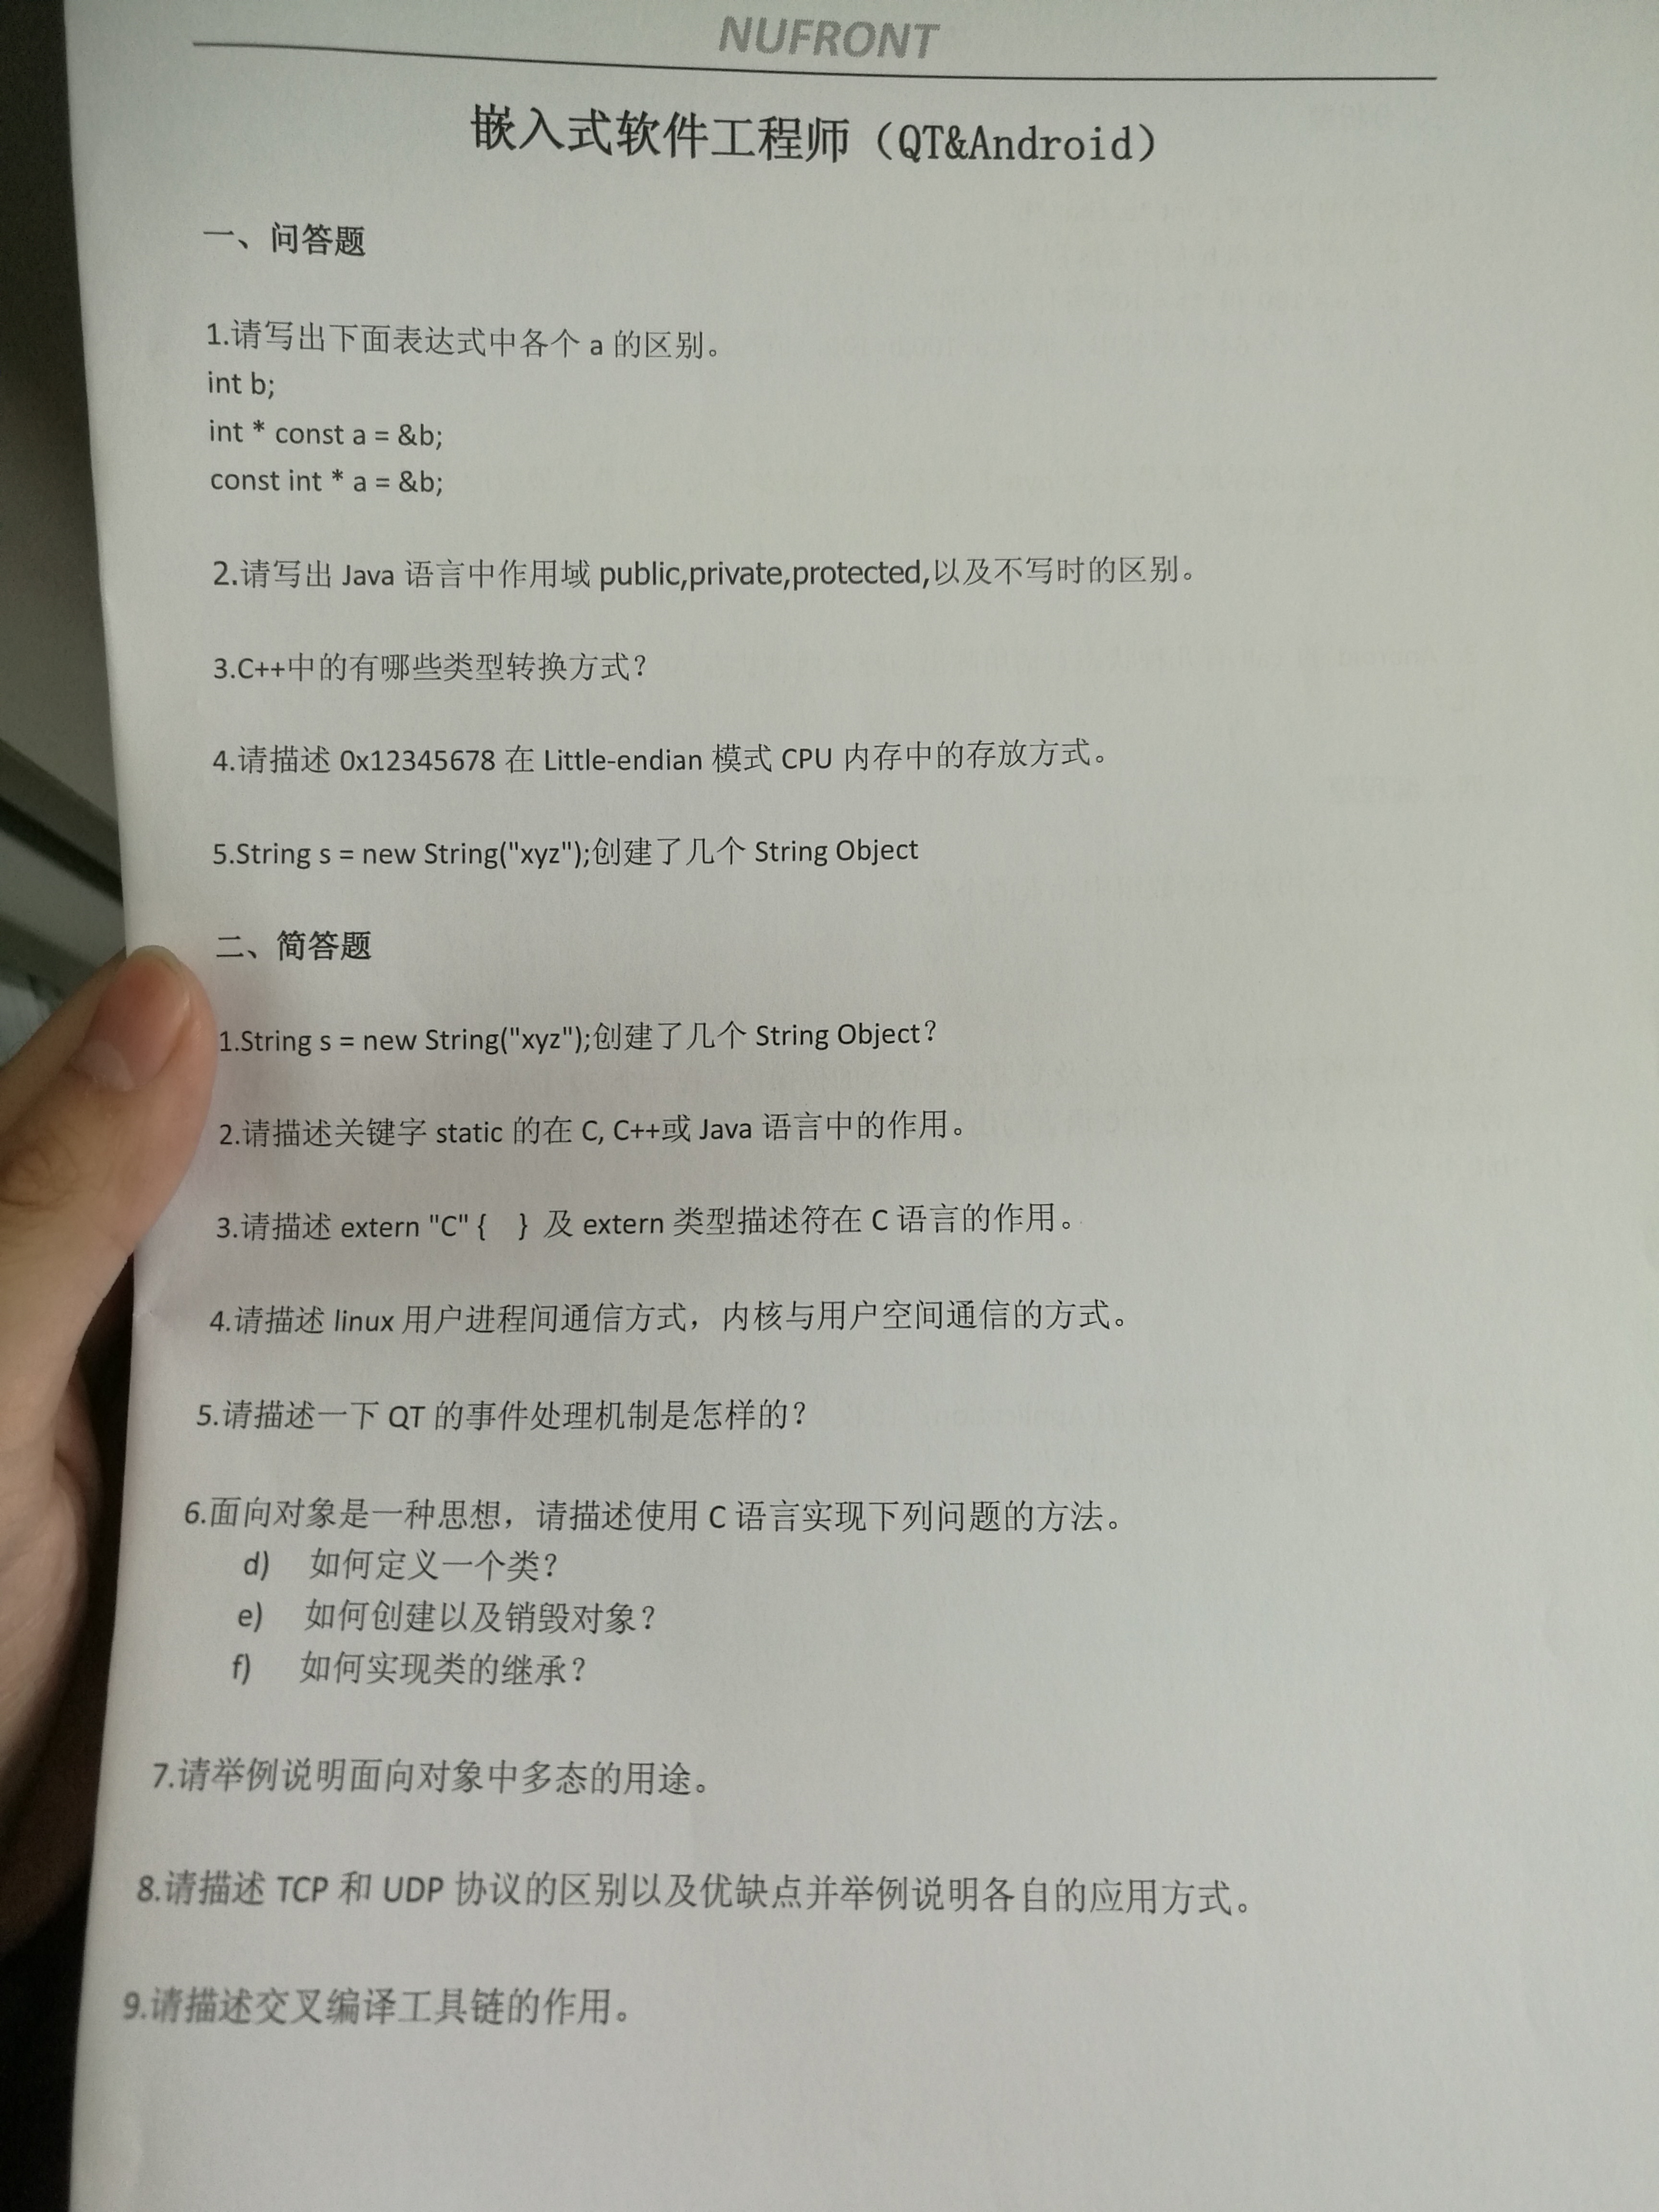 NUFRONT
嵌入式软件工程师（QT&Android）
一、问答题
1.请写出下面表达式中各个 a 的区别。
int b;
int * const a = &b;
const int * a = &b;
2.请写出 Java 语言中作用域 public,private,protected,以及不写时的区别。
3.C++中的有哪些类型转换方式？
4.请描述 0x12345678 在 Little-endian 模式 CPU 内存中的存放方式。
5.String s = new String("xyz");创建了几个 String Object
二、简答题
1.String s = new String("xyz");创建了几个 String Object？
2.请描述关键字 static 的在 C, C++或 Java 语言中的作用。
3.请描述 extern "C" {    } 及 extern 类型描述符在 C 语言的作用。
4.请描述 linux 用户进程间通信方式，内核与用户空间通信的方式。
5.请描述一下 QT 的事件处理机制是怎样的？
6.面向对象是一种思想，请描述使用 C 语言实现下列问题的方法。
d) 如何定义一个类？
e) 如何创建以及销毁对象？
f) 如何实现类的继承？
7.请举例说明面向对象中多态的用途。
8.请描述 TCP 和 UDP 协议的区别以及优缺点并举例说明各自的应用方式。
9.请描述交叉编译工具链的作用。